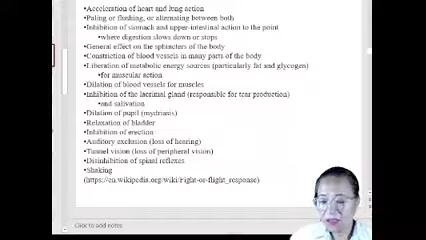 •Acceleration of heart and lung action
•Paling or flushing, or alternating between both
•Inhibition of stomach and upper-intestinal action to the point
•where digestion slows down or stops
•General effect on the sphincters of the body
•Constriction of blood vessels in many parts of the body
•Liberation of metabolic energy sources (particularly fat and glycogen)
•for muscular action
•Dilation of blood vessels for muscles
•Inhibition of the lacrimal gland (responsible for tear production)
•and salivation
•Dilation of pupil (mydriasis)
•Relaxation of bladder
•Inhibition of erection
•Auditory exclusion (loss of hearing)
•Tunnel vision (loss of peripheral vision)
•Disinhibition of spinal reflexes
•Shaking
(https://en.wikipedia.org/wiki/Fight-or-flight_response)
Click to add notes